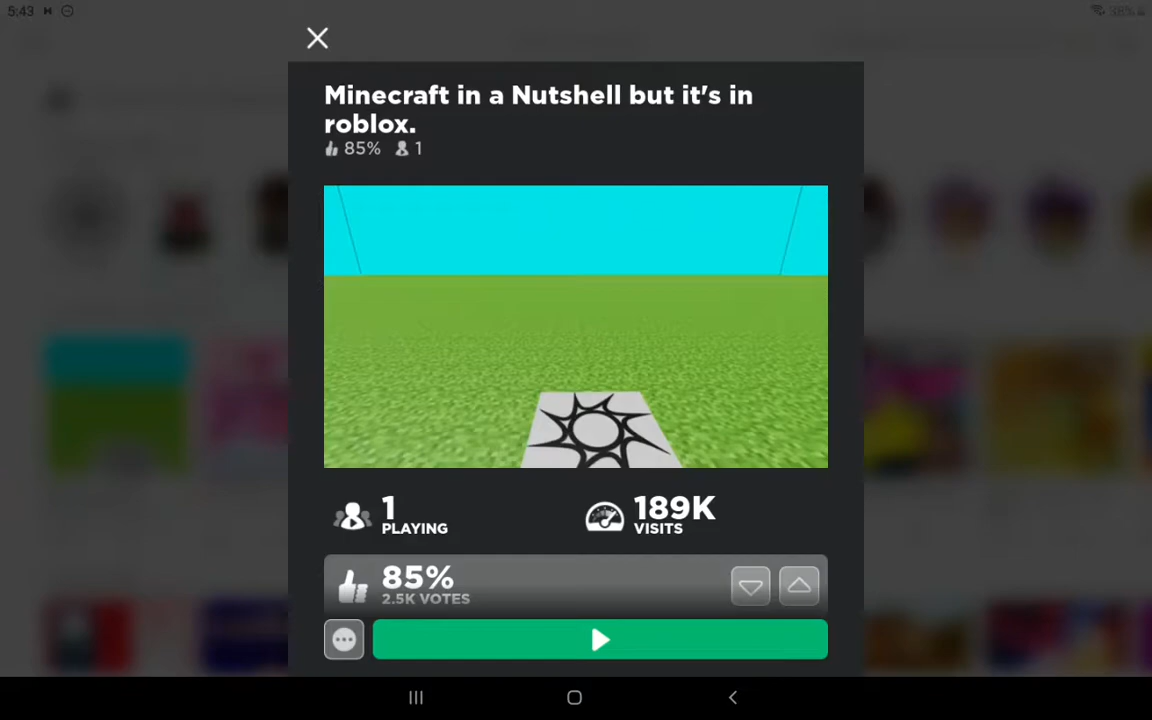 5:43
Minecraft in a Nutshell but it's in
roblox.
85% 1
1
PLAYING
189K
VISITS
85%
2.5K VOTES